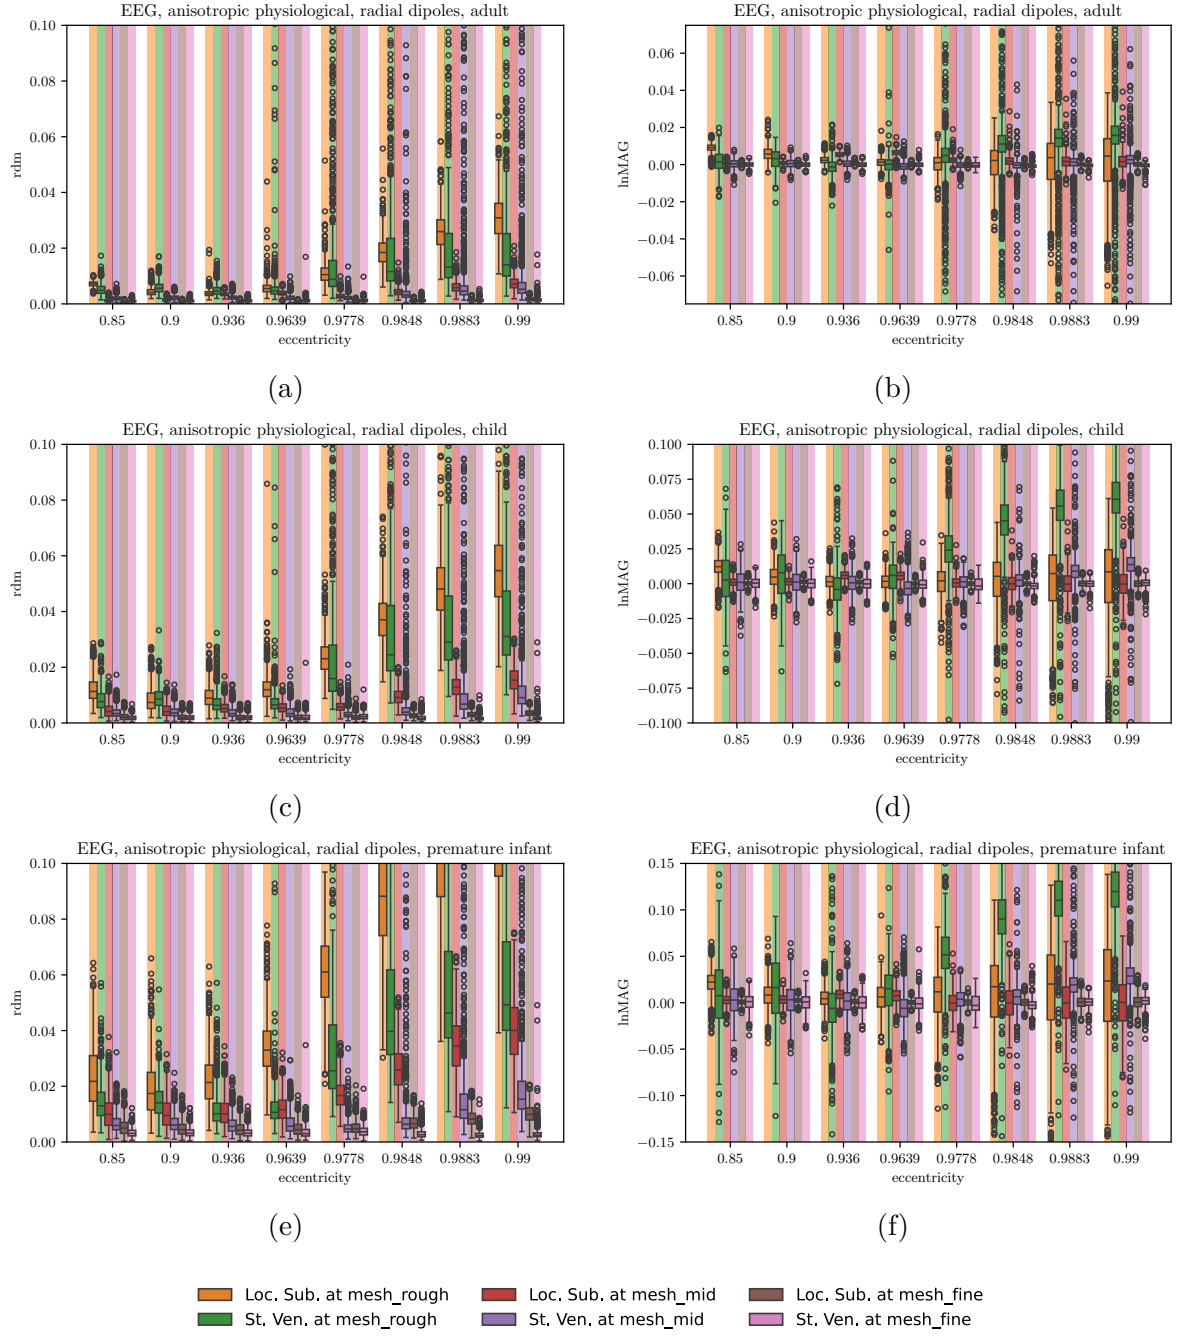 EEG, anisotropic physiological, radial dipoles, adult
0.10
0.08
0.06
0.04
0.02
0.00
rdm
0.85 0.9 0.936 0.9639 0.9778 0.9848 0.9883 0.99
eccentricity
(a)
EEG, anisotropic physiological, radial dipoles, adult
0.06
0.04
0.02
0.00
−0.02
−0.04
−0.06
lnMAG
0.85 0.9 0.936 0.9639 0.9778 0.9848 0.9883 0.99
eccentricity
(b)
EEG, anisotropic physiological, radial dipoles, child
0.10
0.08
0.06
0.04
0.02
0.00
rdm
0.85 0.9 0.936 0.9639 0.9778 0.9848 0.9883 0.99
eccentricity
(c)
EEG, anisotropic physiological, radial dipoles, child
0.100
0.075
0.050
0.025
0.000
−0.025
−0.050
−0.075
−0.100
lnMAG
0.85 0.9 0.936 0.9639 0.9778 0.9848 0.9883 0.99
eccentricity
(d)
EEG, anisotropic physiological, radial dipoles, premature infant
0.10
0.08
0.06
0.04
0.02
0.00
rdm
0.85 0.9 0.936 0.9639 0.9778 0.9848 0.9883 0.99
eccentricity
(e)
EEG, anisotropic physiological, radial dipoles, premature infant
0.15
0.10
0.05
0.00
−0.05
−0.10
−0.15
lnMAG
0.85 0.9 0.936 0.9639 0.9778 0.9848 0.9883 0.99
eccentricity
(f)
Loc. Sub. at mesh_rough Loc. Sub. at mesh_mid Loc. Sub. at mesh_fine
St. Ven. at mesh_rough St. Ven. at mesh_mid St. Ven. at mesh_fine